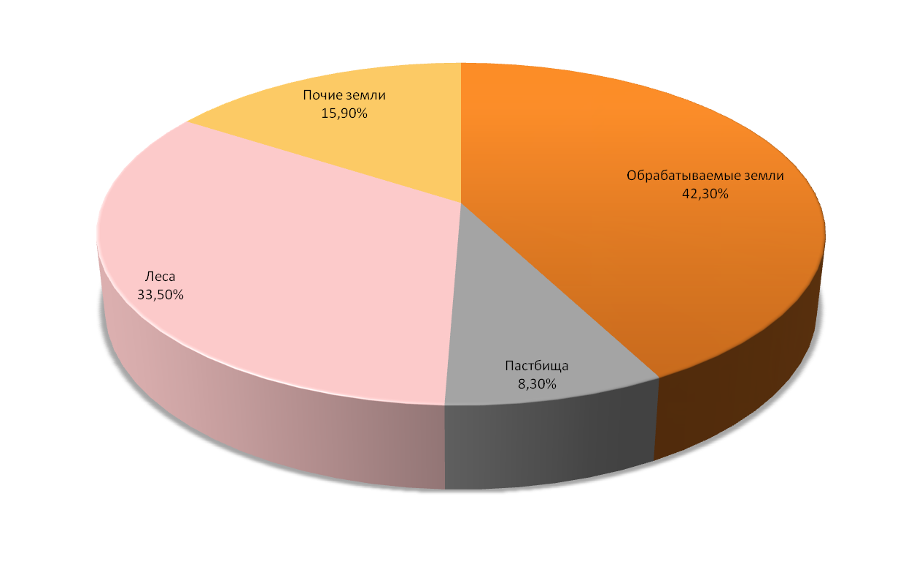 Почие земли
15,90%
Обрабатываемые земли
42,30%
Леса
33,50%
Пастбища
8,30%